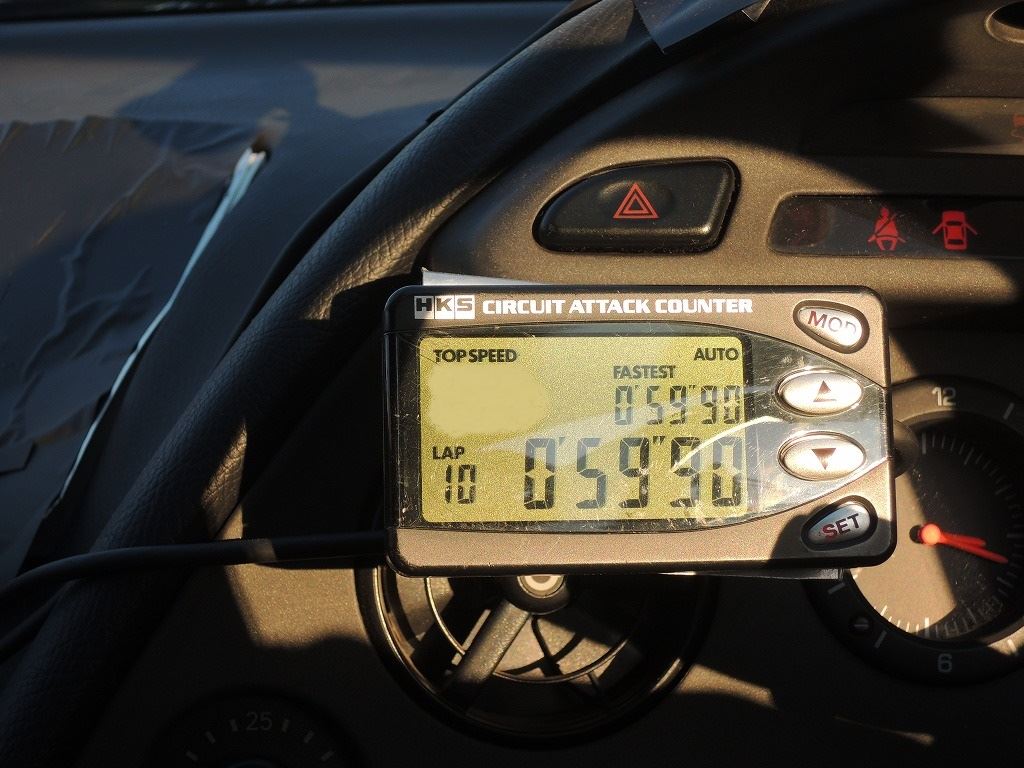 HKS CIRCUIT ATTACK COUNTER
MOD
TOP SPEED
AUTO
FASTEST
0'59"90
LAP
10
0'59"90
SET
12
6
25